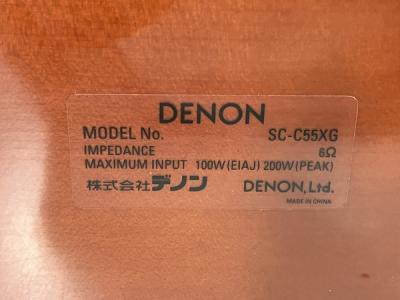 DENON
MODEL No. SC-C55XG
IMPEDANCE 6Ω
MAXIMUM INPUT 100W(EIAJ) 200W(PEAK)
株式会社デノン DENON, Ltd.
MADE IN CHINA